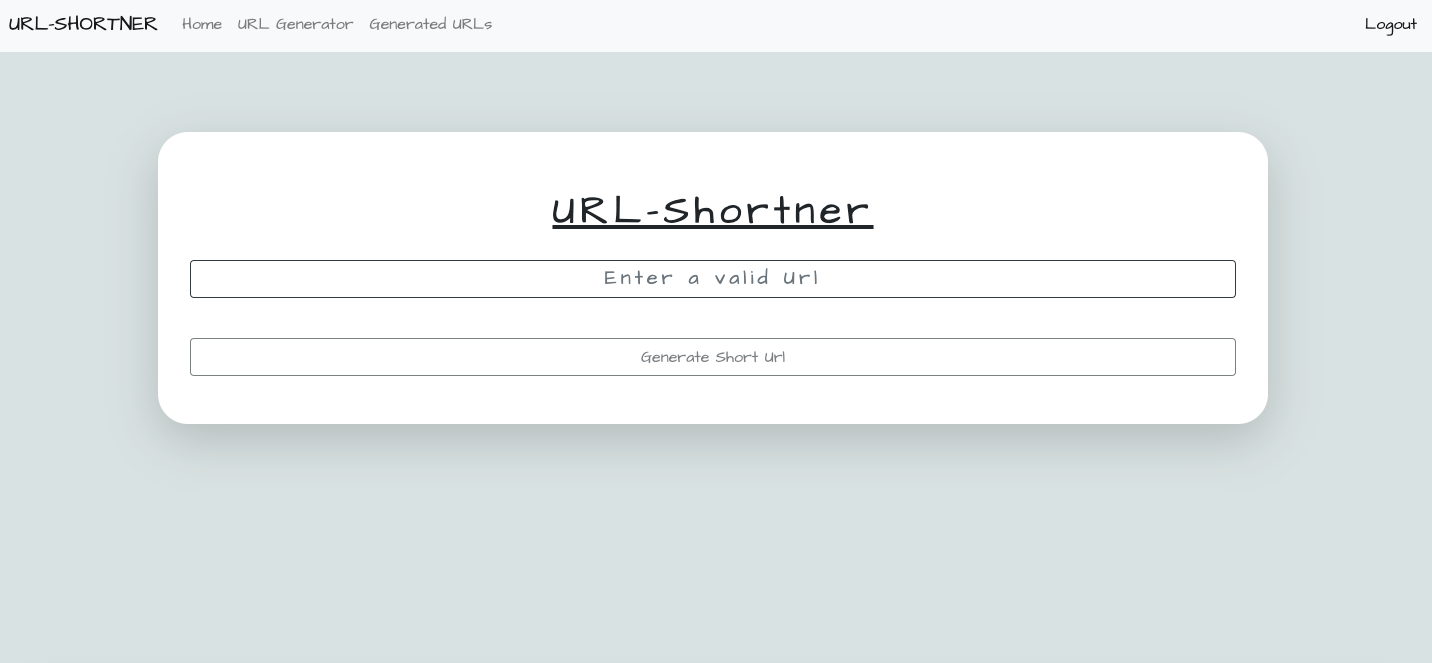 URL-SHORTNER Home URL Generator Generated URLs Logout
URL-Shortner
Enter a valid Url
Generate Short Url